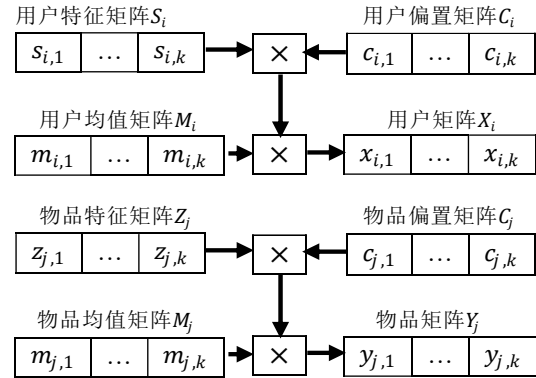 用户特征矩阵S_i 用户偏置矩阵C_i
s_{i,1} … s_{i,k} × c_{i,1} … c_{i,k}
用户均值矩阵M_i 用户矩阵X_i
m_{i,1} … m_{i,k} × x_{i,1} … x_{i,k}
物品特征矩阵Z_j 物品偏置矩阵C_j
z_{j,1} … z_{j,k} × c_{j,1} … c_{j,k}
物品均值矩阵M_j 物品矩阵Y_j
m_{j,1} … m_{j,k} × y_{j,1} … y_{j,k}